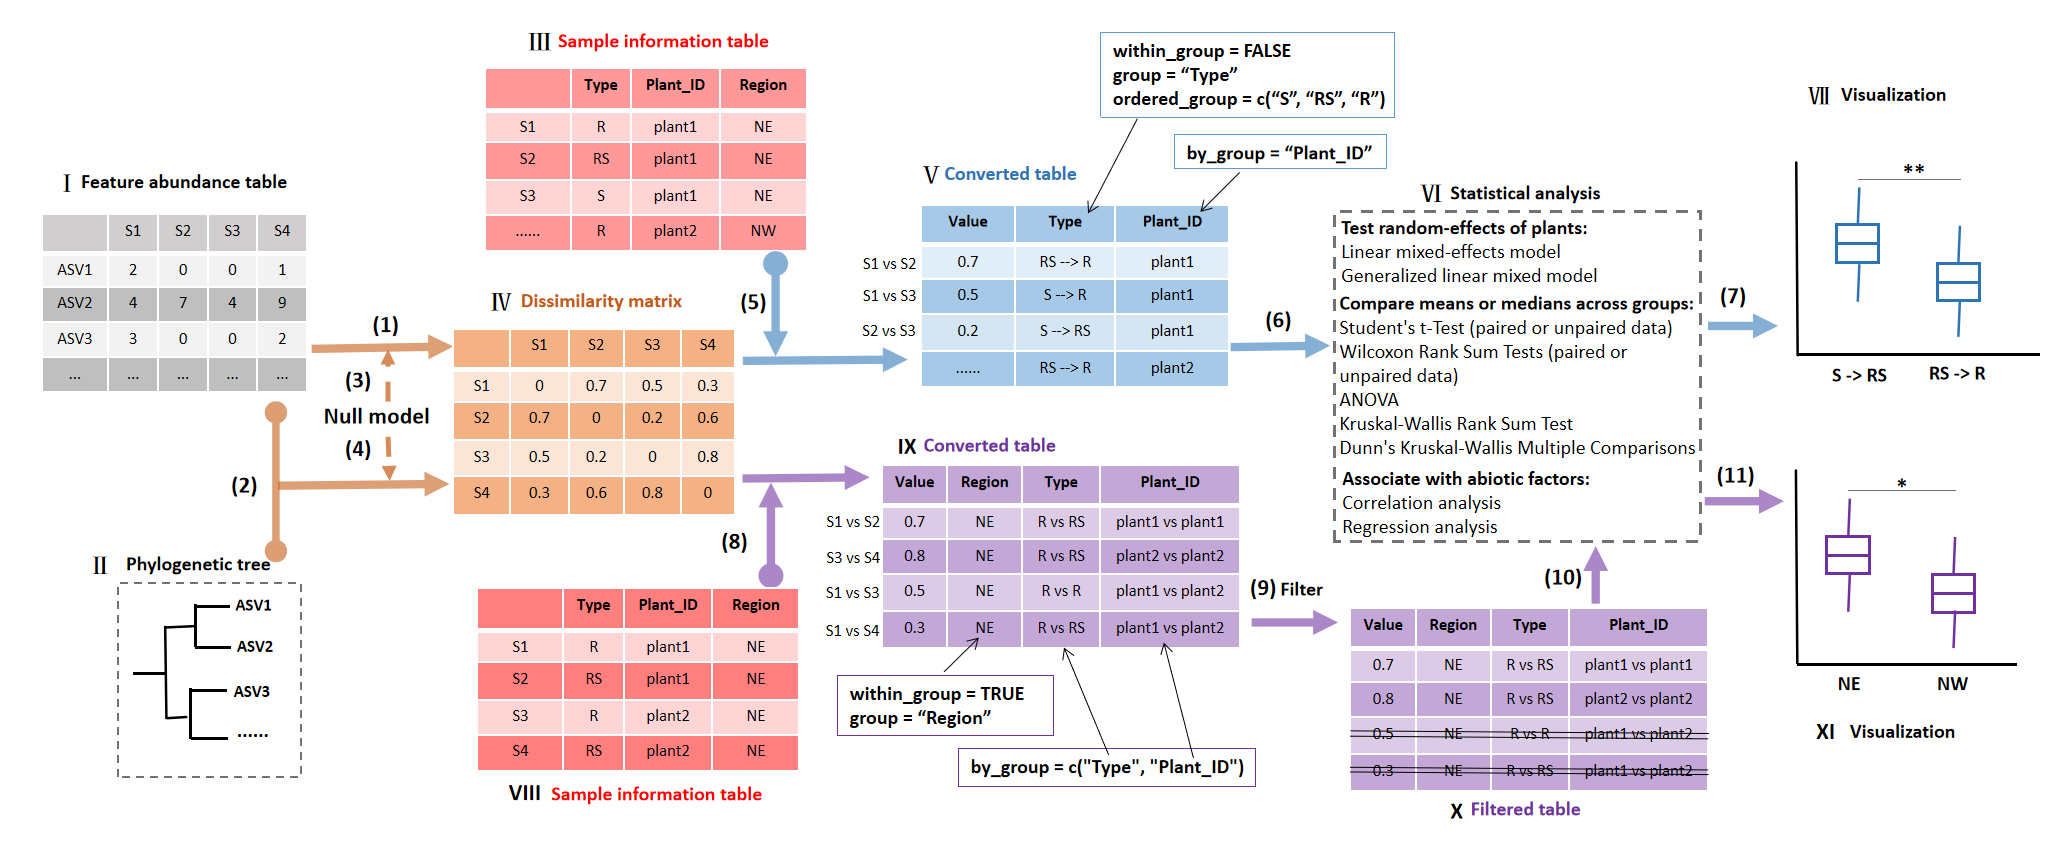 III Sample information table
Type Plant_ID Region
S1 R plant1 NE
S2 RS plant1 NE
S3 S plant1 NE
...... R plant2 NW
I Feature abundance table
S1 S2 S3 S4
ASV1 2 0 0 1
ASV2 4 7 4 9
ASV3 3 0 0 2
... ... ... ... ...
(1)
(2)
(3)
Null model
(4)
II Phylogenetic tree
ASV1
ASV2
ASV3
......
IV Dissimilarity matrix
S1 S2 S3 S4
S1 0 0.7 0.5 0.3
S2 0.7 0 0.2 0.6
S3 0.5 0.2 0 0.8
S4 0.3 0.6 0.8 0
(5)
(8)
Type Plant_ID Region
S1 R plant1 NE
S2 RS plant1 NE
S3 R plant2 NE
S4 RS plant2 NE
VIII Sample information table
within_group = FALSE
group = “Type”
ordered_group = c(“S”, “RS”, “R”)
by_group = “Plant_ID”
V Converted table
Value Type Plant_ID
S1 vs S2 0.7 RS --> R plant1
S1 vs S3 0.5 S --> R plant1
S2 vs S3 0.2 S --> RS plant1
...... RS --> R plant2
(6)
IX Converted table
Value Region Type Plant_ID
S1 vs S2 0.7 NE R vs RS plant1 vs plant1
S3 vs S4 0.8 NE R vs RS plant2 vs plant2
S1 vs S3 0.5 NE R vs R plant1 vs plant2
S1 vs S4 0.3 NE R vs RS plant1 vs plant2
within_group = TRUE
group = “Region”
by_group = c("Type", "Plant_ID")
(9) Filter
VI Statistical analysis
Test random-effects of plants:
Linear mixed-effects model
Generalized linear mixed model
Compare means or medians across groups:
Student's t-Test (paired or unpaired data)
Wilcoxon Rank Sum Tests (paired or
unpaired data)
ANOVA
Kruskal-Wallis Rank Sum Test
Dunn's Kruskal-Wallis Multiple Comparisons
Associate with abiotic factors:
Correlation analysis
Regression analysis
(10)
Value Region Type Plant_ID
0.7 NE R vs RS plant1 vs plant1
0.8 NE R vs RS plant2 vs plant2
0.5 NE R vs R plant1 vs plant2
0.3 NE R vs RS plant1 vs plant2
X Filtered table
(7)
VII Visualization
**
S -> RS RS -> R
(11)
*
NE NW
XI Visualization